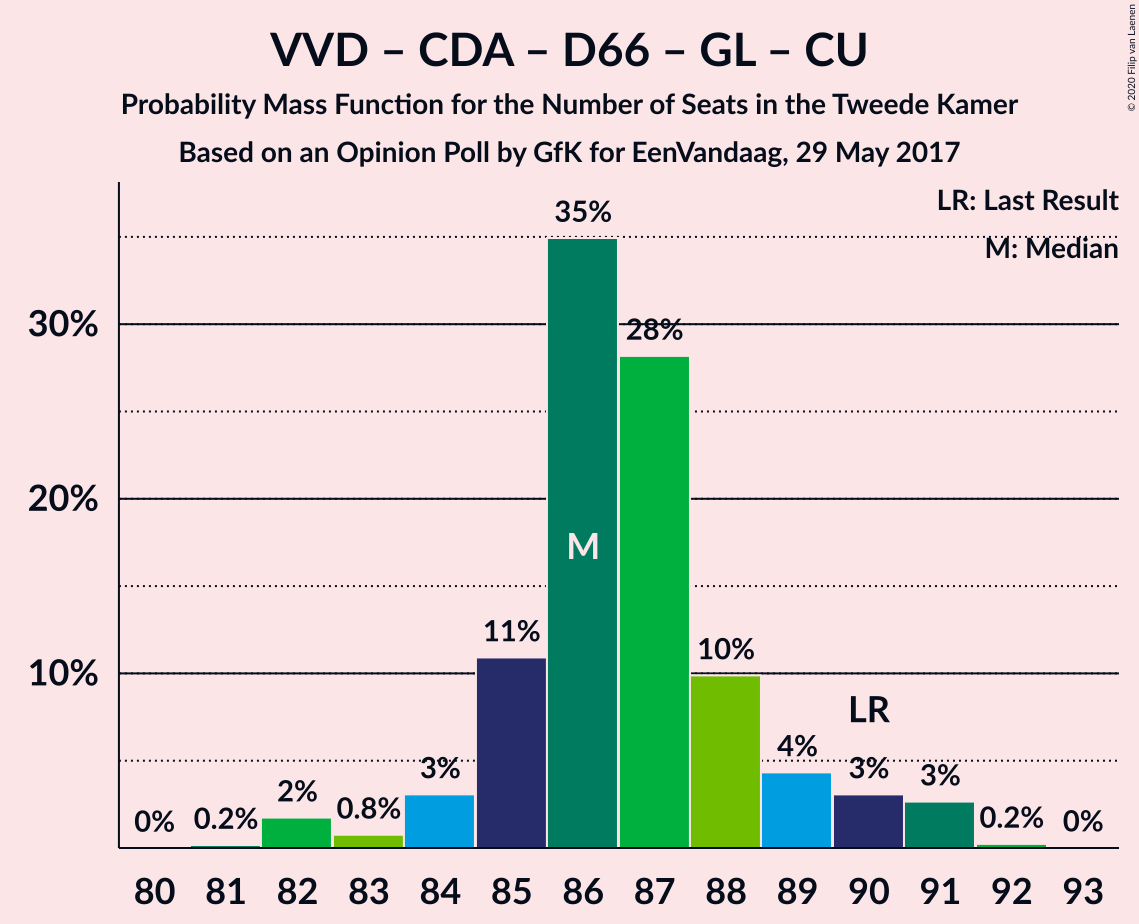 VVD – CDA – D66 – GL – CU
Probability Mass Function for the Number of Seats in the Tweede Kamer
Based on an Opinion Poll by GfK for EenVandaag, 29 May 2017
© 2020 Filip van Laenen
LR: Last Result
M: Median
30%
20%
10%
0%
0.2%
2%
0.8%
3%
11%
35%
28%
10%
4%
3%
3%
0.2%
0%
LR
M
80 81 82 83 84 85 86 87 88 89 90 91 92 93